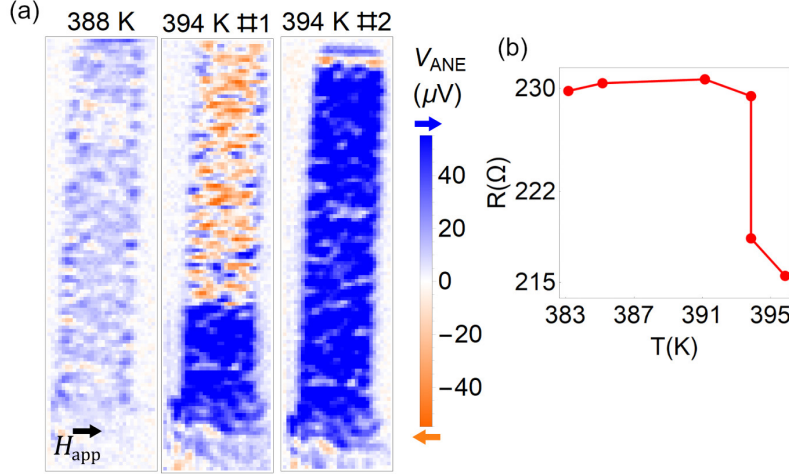 (a)
388 K
394 K #1
394 K #2
V_ANE
(µV)
40
20
0
−20
−40
H_app
(b)
R(Ω)
230
222
215
383
387
391
395
T(K)